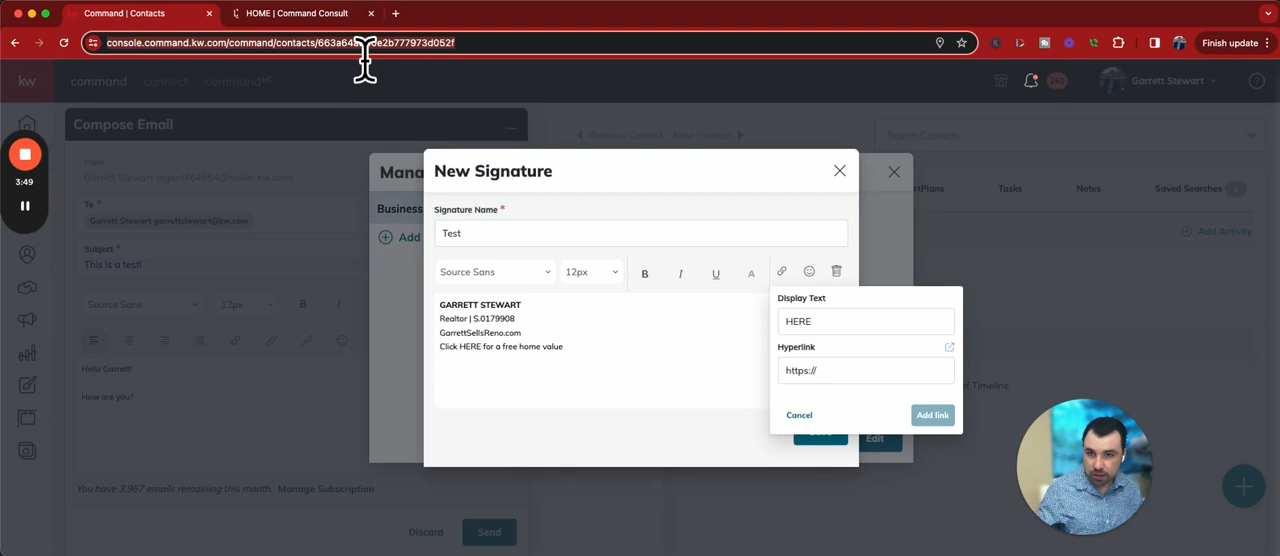 Command | Contacts
HOME | Command Consult
console.command.kw.com/command/contacts/663a64
e2b777973d052f
Finish update
kw
command
connect
command
Garrett Stewart
Compose Email
From
Garrett Stewart (agent464654@mailer.kw.com)
To *
Garrett Stewart garrettstewart@kw.com
Subject *
This is a test!
Source Sans
12px
B
I
Hello Garrett!
How are you?
You have 3,967 emails remaining this month. Manage Subscription
Discard
Send
3:49
Previous Contact
Next Contact
Search Contacts
Tasks
Notes
Saved Searches
1
Add Activity
of Timeline
Mana
Business
Add
Edit
New Signature
Signature Name *
Test
Source Sans
12px
B
I
U
A
GARRETT STEWART
Realtor | S.0179908
GarrettSellsReno.com
Click HERE for a free home value
Display Text
HERE
Hyperlink
https://
Cancel
Add link